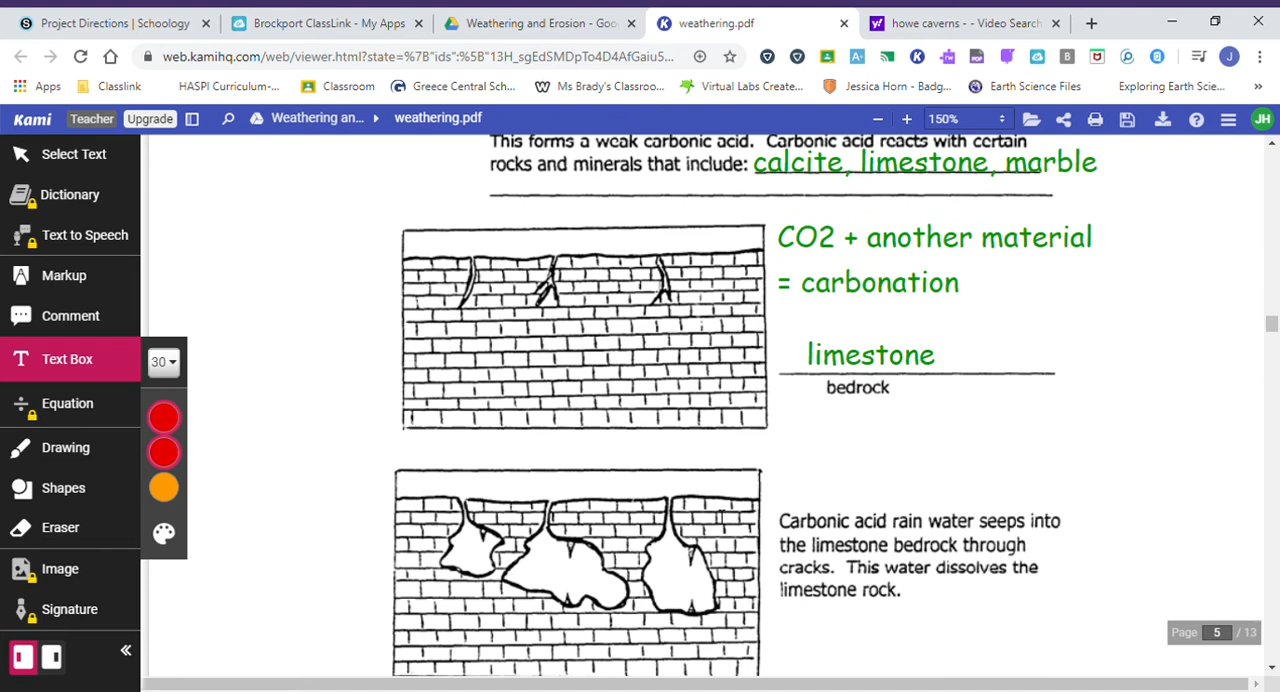 Project Directions | Schoology
Brockport ClassLink - My Apps
Weathering and Erosion - Goo
weathering.pdf
howe caverns - - Video Search
web.kamihq.com/web/viewer.html?state=%7B"ids":%5B"13H_sgEdSMDpTo4D4AfGaiu5...
Apps
Classlink
HASPI Curriculum-...
Classroom
Greece Central Sch...
Ms Brady's Classroo...
Virtual Labs Create...
Jessica Horn - Badg...
Earth Science Files
Exploring Earth Scie...
»
Kami
Teacher
Upgrade
Weathering an...
weathering.pdf
150%
JH
Select Text
Dictionary
Text to Speech
Markup
Comment
Text Box
30
Equation
Drawing
Shapes
Eraser
Image
Signature
This forms a weak carbonic acid. Carbonic acid reacts with certain
rocks and minerals that include: calcite, limestone, marble
CO2 + another material
= carbonation
limestone
bedrock
Carbonic acid rain water seeps into
the limestone bedrock through
cracks. This water dissolves the
limestone rock.
Page 5 / 13